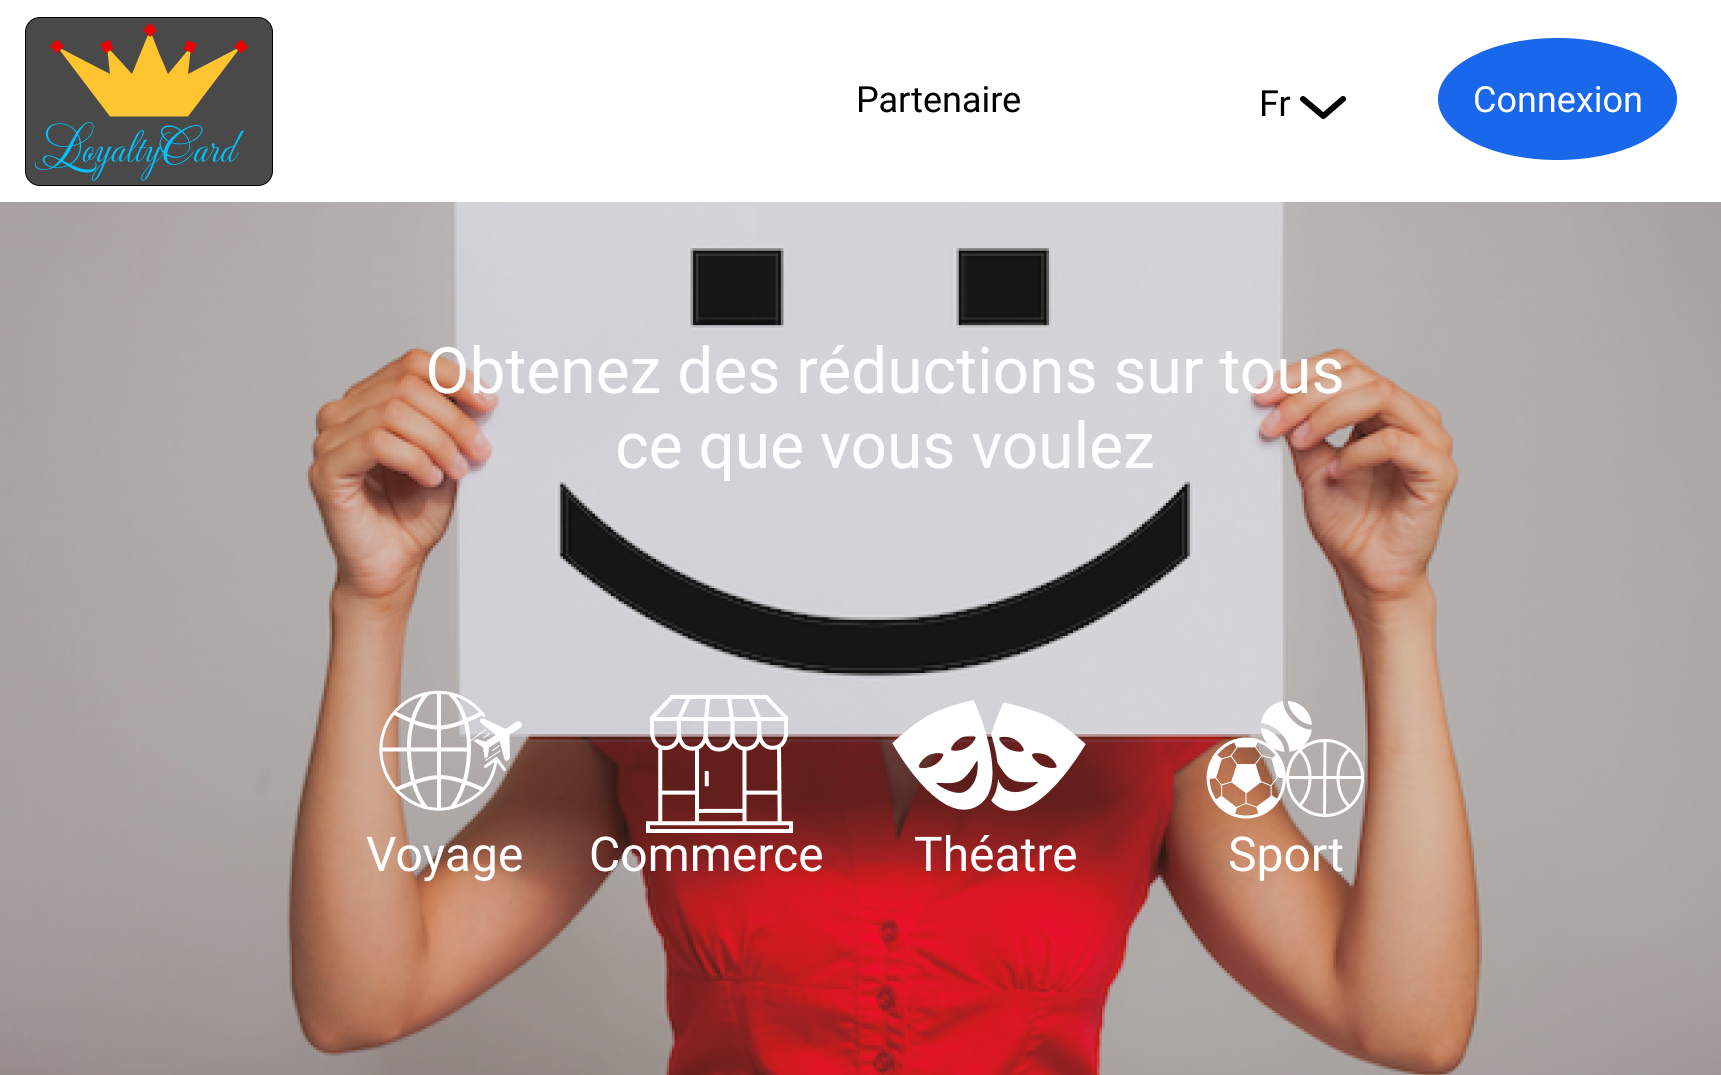 LoyaltyCard
Partenaire
Fr
Connexion
Obtenez des réductions sur tous
ce que vous voulez
Voyage
Commerce
Théatre
Sport